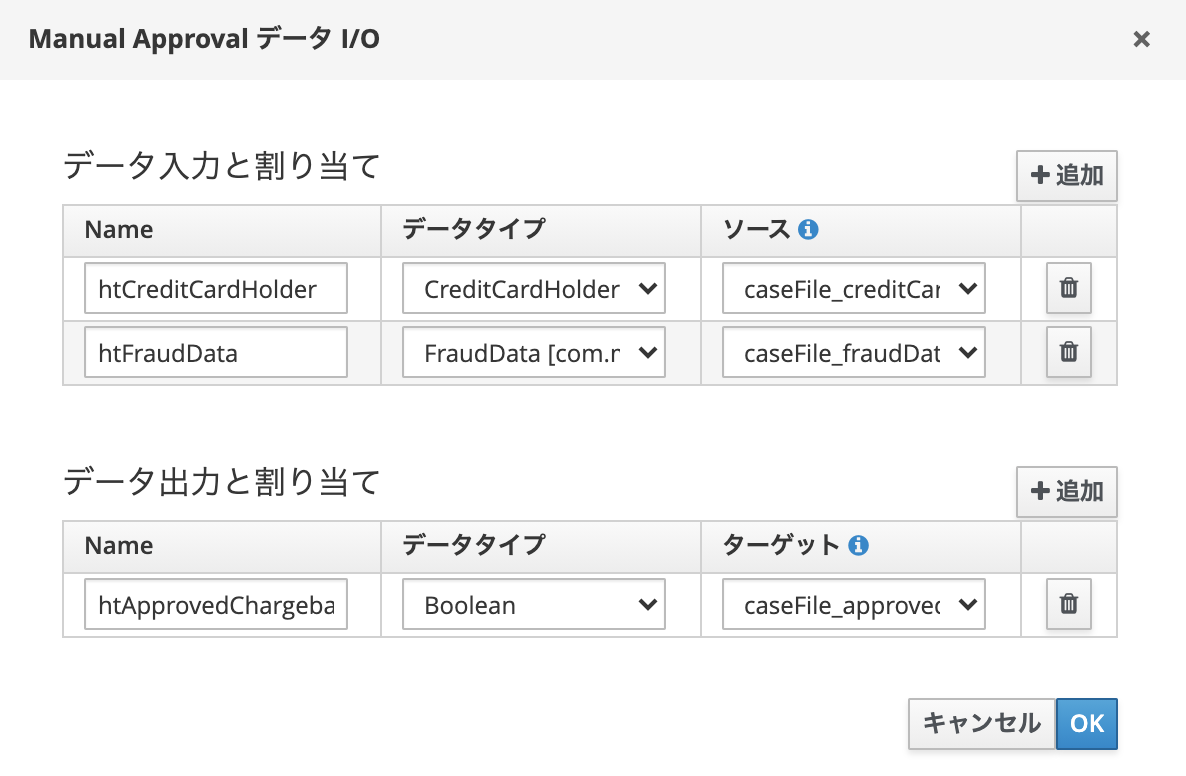 Manual Approval データ I/O
データ入力と割り当て
追加
Name データタイプ ソース
htCreditCardHolder CreditCardHolder caseFile_creditCar
htFraudData FraudData [com.r caseFile_fraudDat
データ出力と割り当て
追加
Name データタイプ ターゲット
htApprovedChargeba Boolean caseFile_approved
キャンセル OK